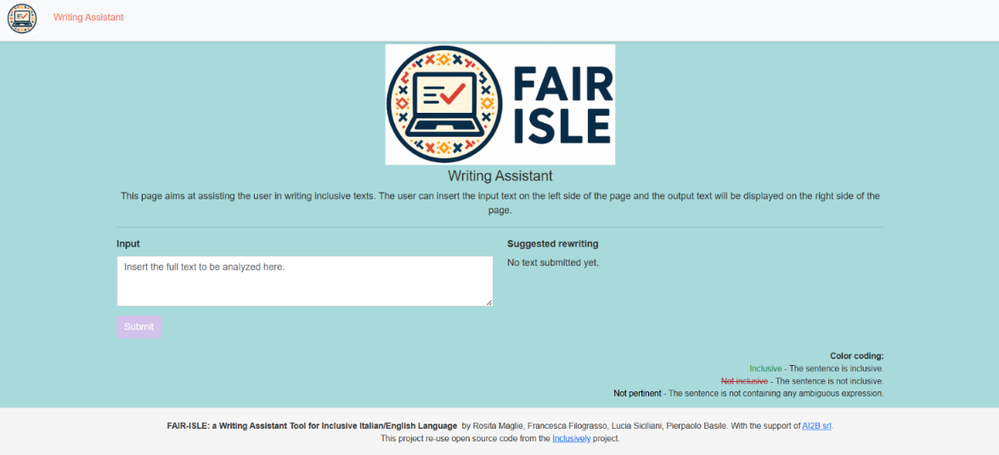 Writing Assistant
FAIR
ISLE
Writing Assistant
This page aims at assisting the user in writing inclusive texts. The user can insert the input text on the left side of the page and the output text will be displayed on the right side of the
page.
Input
Suggested rewriting
Insert the full text to be analyzed here.
No text submitted yet.
Submit
Color coding:
Inclusive - The sentence is inclusive.
Not inclusive - The sentence is not inclusive.
Not pertinent - The sentence is not containing any ambiguous expression.
FAIR-ISLE: a Writing Assistant Tool for Inclusive Italian/English Language by Rosita Maglie, Francesca Filograsso, Lucia Siciliani, Pierpaolo Basile. With the support of AI2B srl.
This project re-use open source code from the Inclusively project.